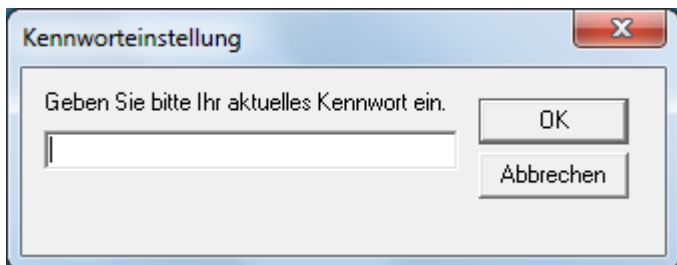 Kennworteinstellung
Geben Sie bitte Ihr aktuelles Kennwort ein.
OK
Abbrechen